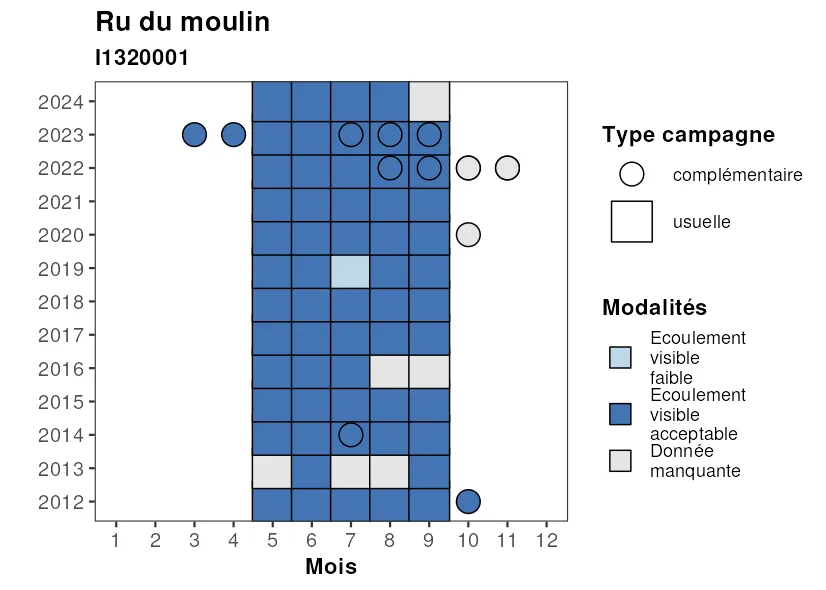 Ru du moulin
I1320001
2024
2023
2022
2021
2020
2019
2018
2017
2016
2015
2014
2013
2012
1 2 3 4 5 6 7 8 9 10 11 12
Mois
Type campagne
complémentaire
usuelle
Modalités
Ecoulement
visible
faible
Ecoulement
visible
acceptable
Donnée
manquante